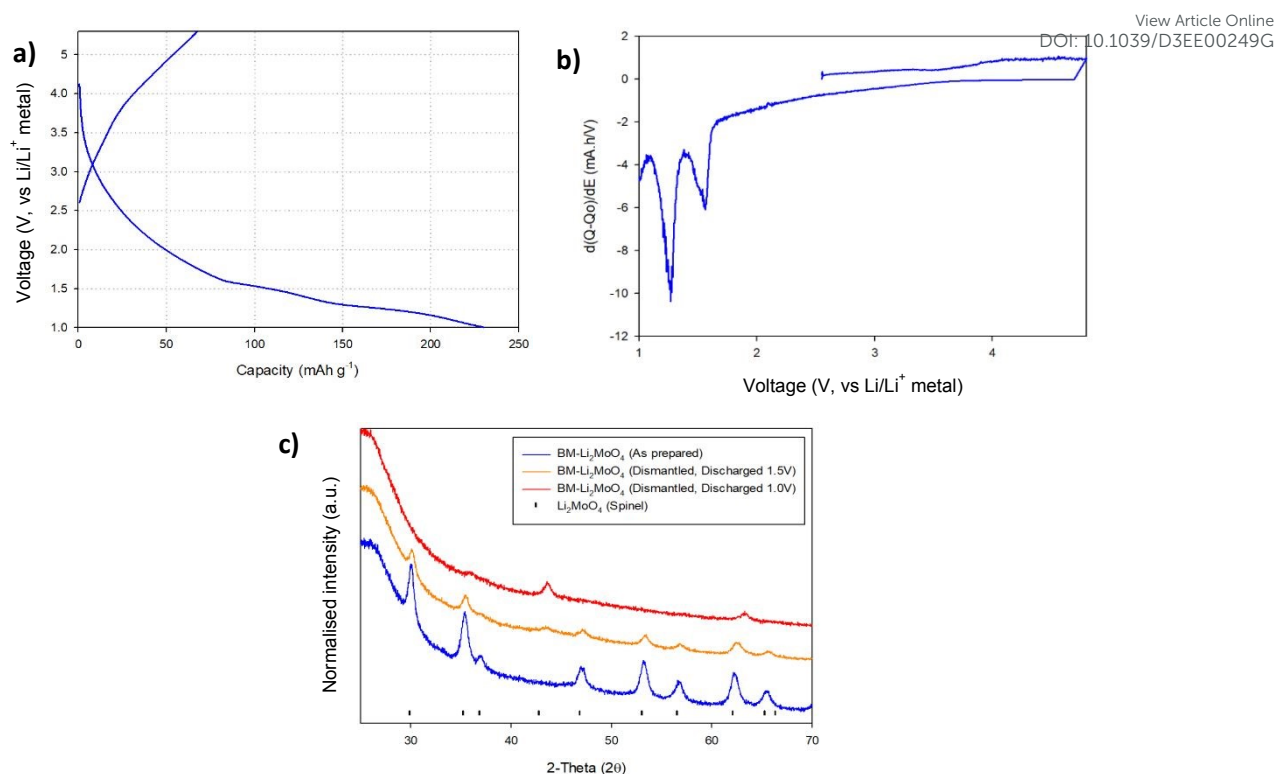 View Article Online
DOI: 10.1039/D3EE00249G
a)
Voltage (V, vs Li/Li⁺ metal)
5
4.0
3.5
3.0
2.5
2.0
1.5
1.0
0 50 100 150 200 250
Capacity (mAh g⁻¹)
b)
d(Q-Qo)/dE (mA.h/V)
2
0
-2
-4
-6
-8
-10
-12
1 2 3 4
Voltage (V, vs Li/Li⁺ metal)
c)
Normalised intensity (a.u.)
BM-Li₂MoO₄ (As prepared)
BM-Li₂MoO₄ (Dismantled, Discharged 1.5V)
BM-Li₂MoO₄ (Dismantled, Discharged 1.0V)
Li₂MoO₄ (Spinel)
30 40 50 60 70
2-Theta (2θ)